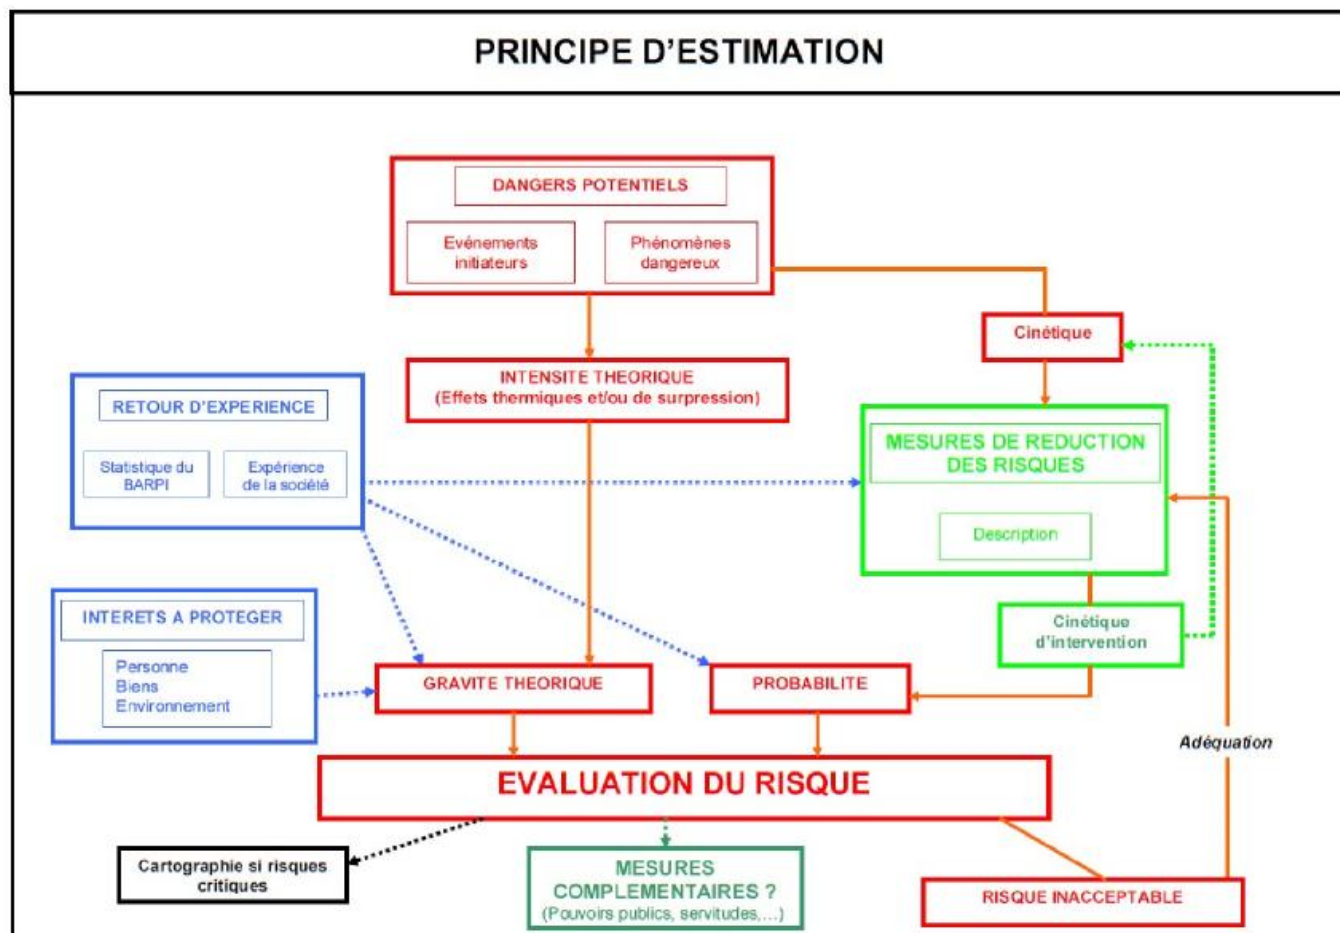 PRINCIPE D'ESTIMATION
DANGERS POTENTIELS
Evénements
initiateurs
Phénomènes
dangereux
Cinétique
INTENSITE THEORIQUE
(Effets thermiques et/ou de surpression)
RETOUR D'EXPERIENCE
Statistique du
BARPI
Expérience
de la société
MESURES DE REDUCTION
DES RISQUES
Description
INTERETS A PROTEGER
Personne
Biens
Environnement
Cinétique
d'intervention
GRAVITE THEORIQUE
PROBABILITE
Adéquation
EVALUATION DU RISQUE
Cartographie si risques
critiques
MESURES
COMPLEMENTAIRES ?
(Pouvoirs publics, servitudes,...)
RISQUE INACCEPTABLE